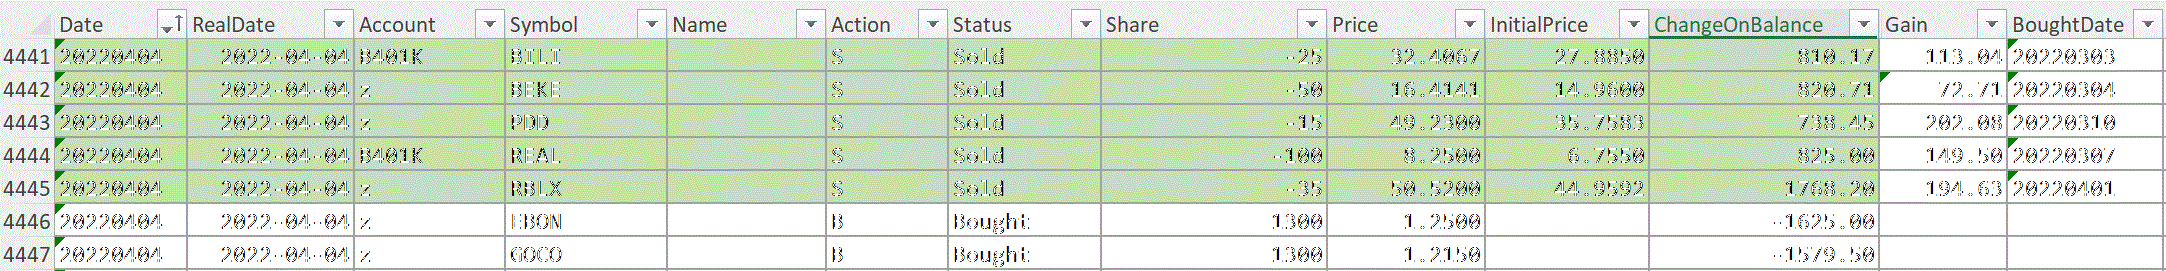 Date RealDate Account Symbol Name Action Status Share Price InitialPrice ChangeOnBalance Gain BoughtDate
4441 20220404 2022-04-04 B401K BILI S Sold -25 32.4067 27.8850 810.17 113.04 20220303
4442 20220404 2022-04-04 z BEKE S Sold -50 16.4141 14.9600 820.71 72.71 20220304
4443 20220404 2022-04-04 z PDD S Sold -15 49.2300 35.7583 738.45 202.08 20220310
4444 20220404 2022-04-04 B401K REAL S Sold -100 8.2500 6.7550 825.00 149.50 20220307
4445 20220404 2022-04-04 z RBLX S Sold -35 50.5200 44.9592 1768.20 194.63 20220401
4446 20220404 2022-04-04 z EBON B Bought 1300 1.2500 -1625.00
4447 20220404 2022-04-04 z GOCO B Bought 1300 1.2150 -1579.50